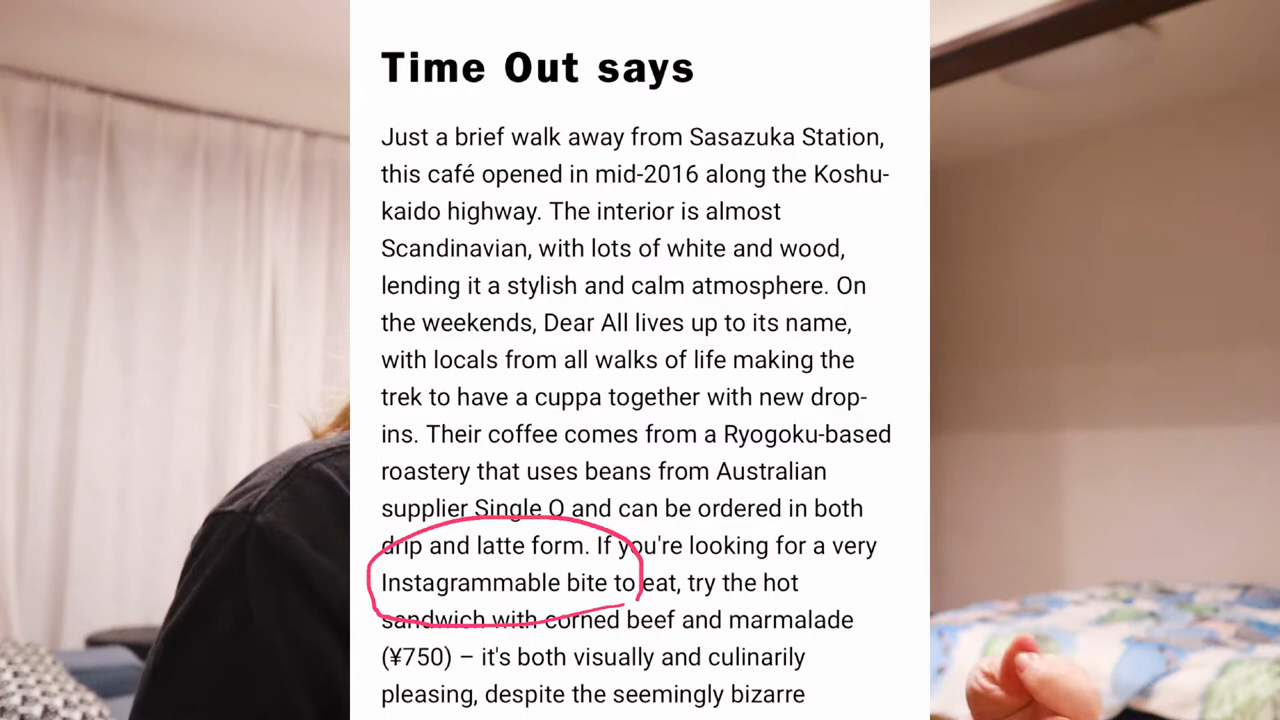 Time Out says
Just a brief walk away from Sasazuka Station,
this café opened in mid-2016 along the Koshu-
kaido highway. The interior is almost
Scandinavian, with lots of white and wood,
lending it a stylish and calm atmosphere. On
the weekends, Dear All lives up to its name,
with locals from all walks of life making the
trek to have a cuppa together with new drop-
ins. Their coffee comes from a Ryogoku-based
roastery that uses beans from Australian
supplier Single O and can be ordered in both
drip and latte form. If you're looking for a very
Instagrammable bite to eat, try the hot
sandwich with corned beef and marmalade
(¥750) – it's both visually and culinarily
pleasing, despite the seemingly bizarre